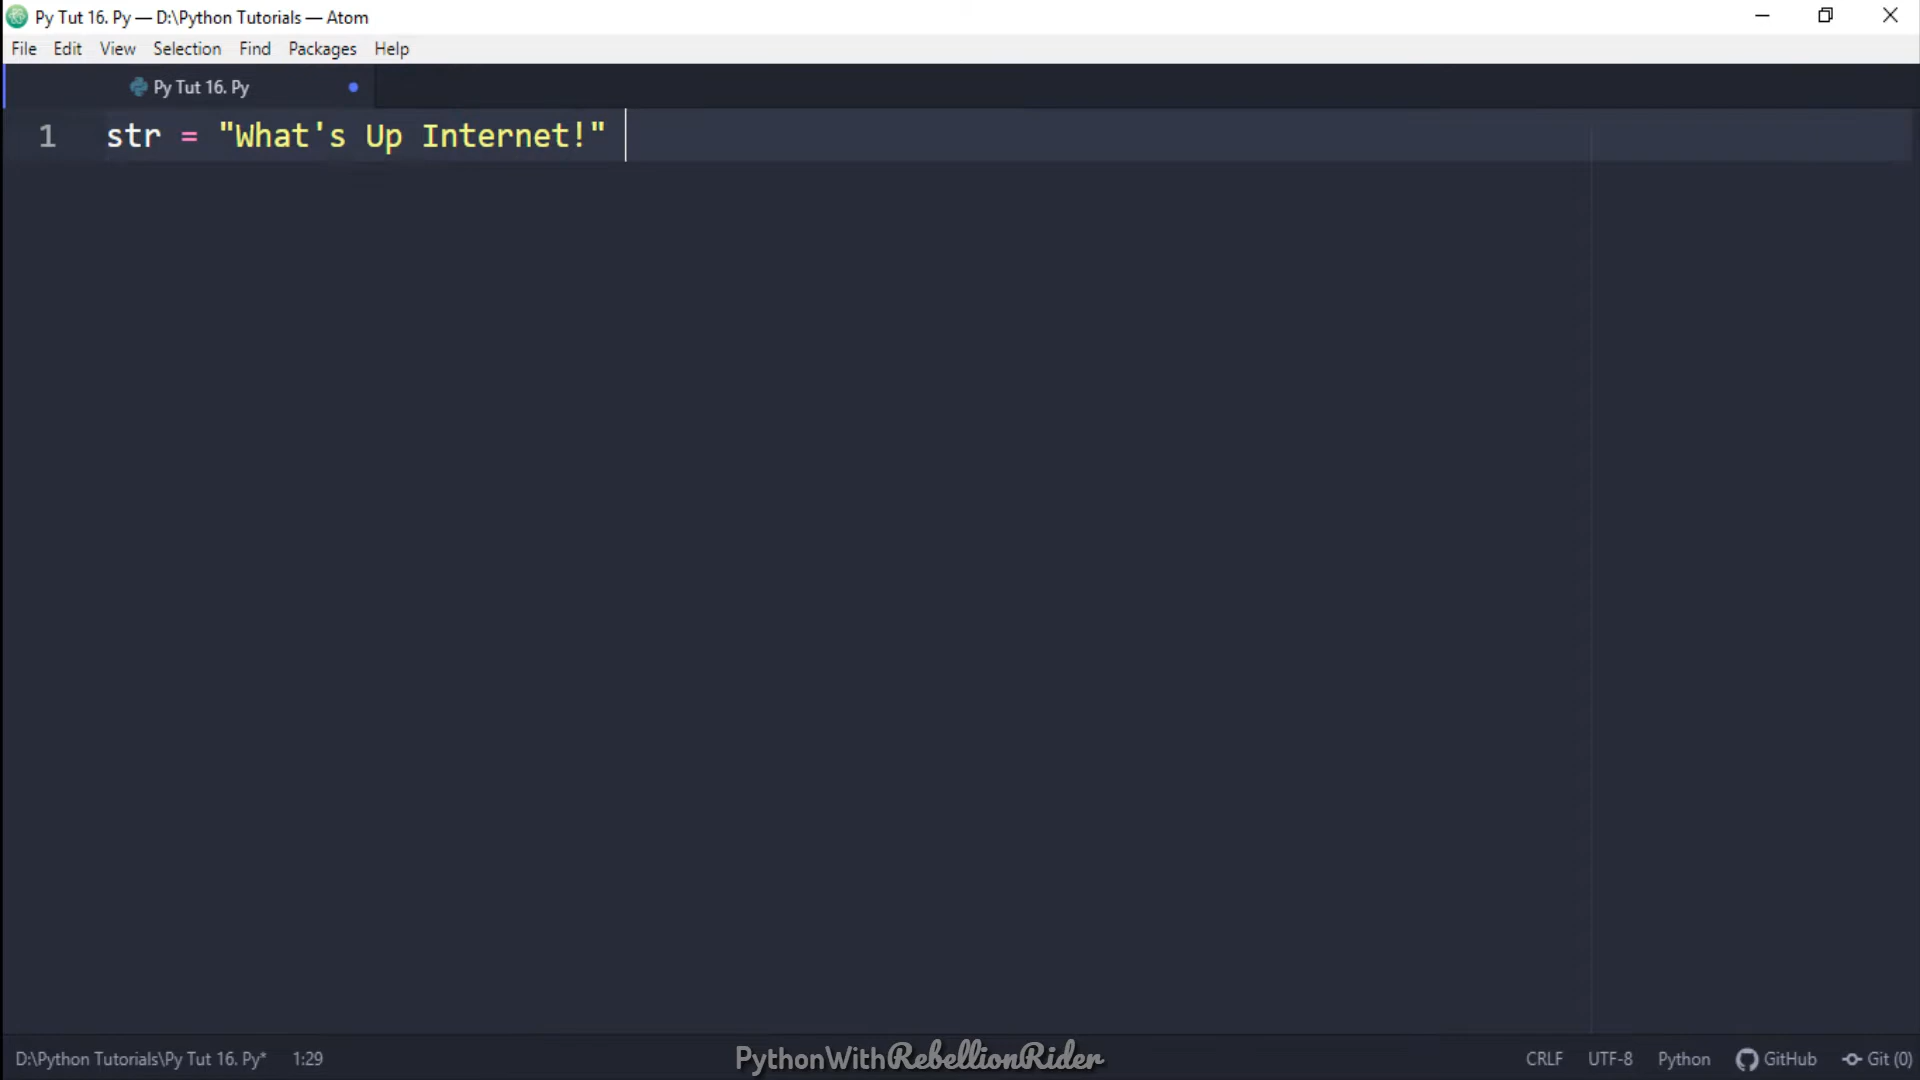 Py Tut 16. Py — D:\Python Tutorials — Atom
File Edit View Selection Find Packages Help
Py Tut 16. Py
1 str = "What's Up Internet!"
D:\Python Tutorials\Py Tut 16. Py* 1:29 PythonWithRebellionRider CRLF UTF-8 Python GitHub Git (0)